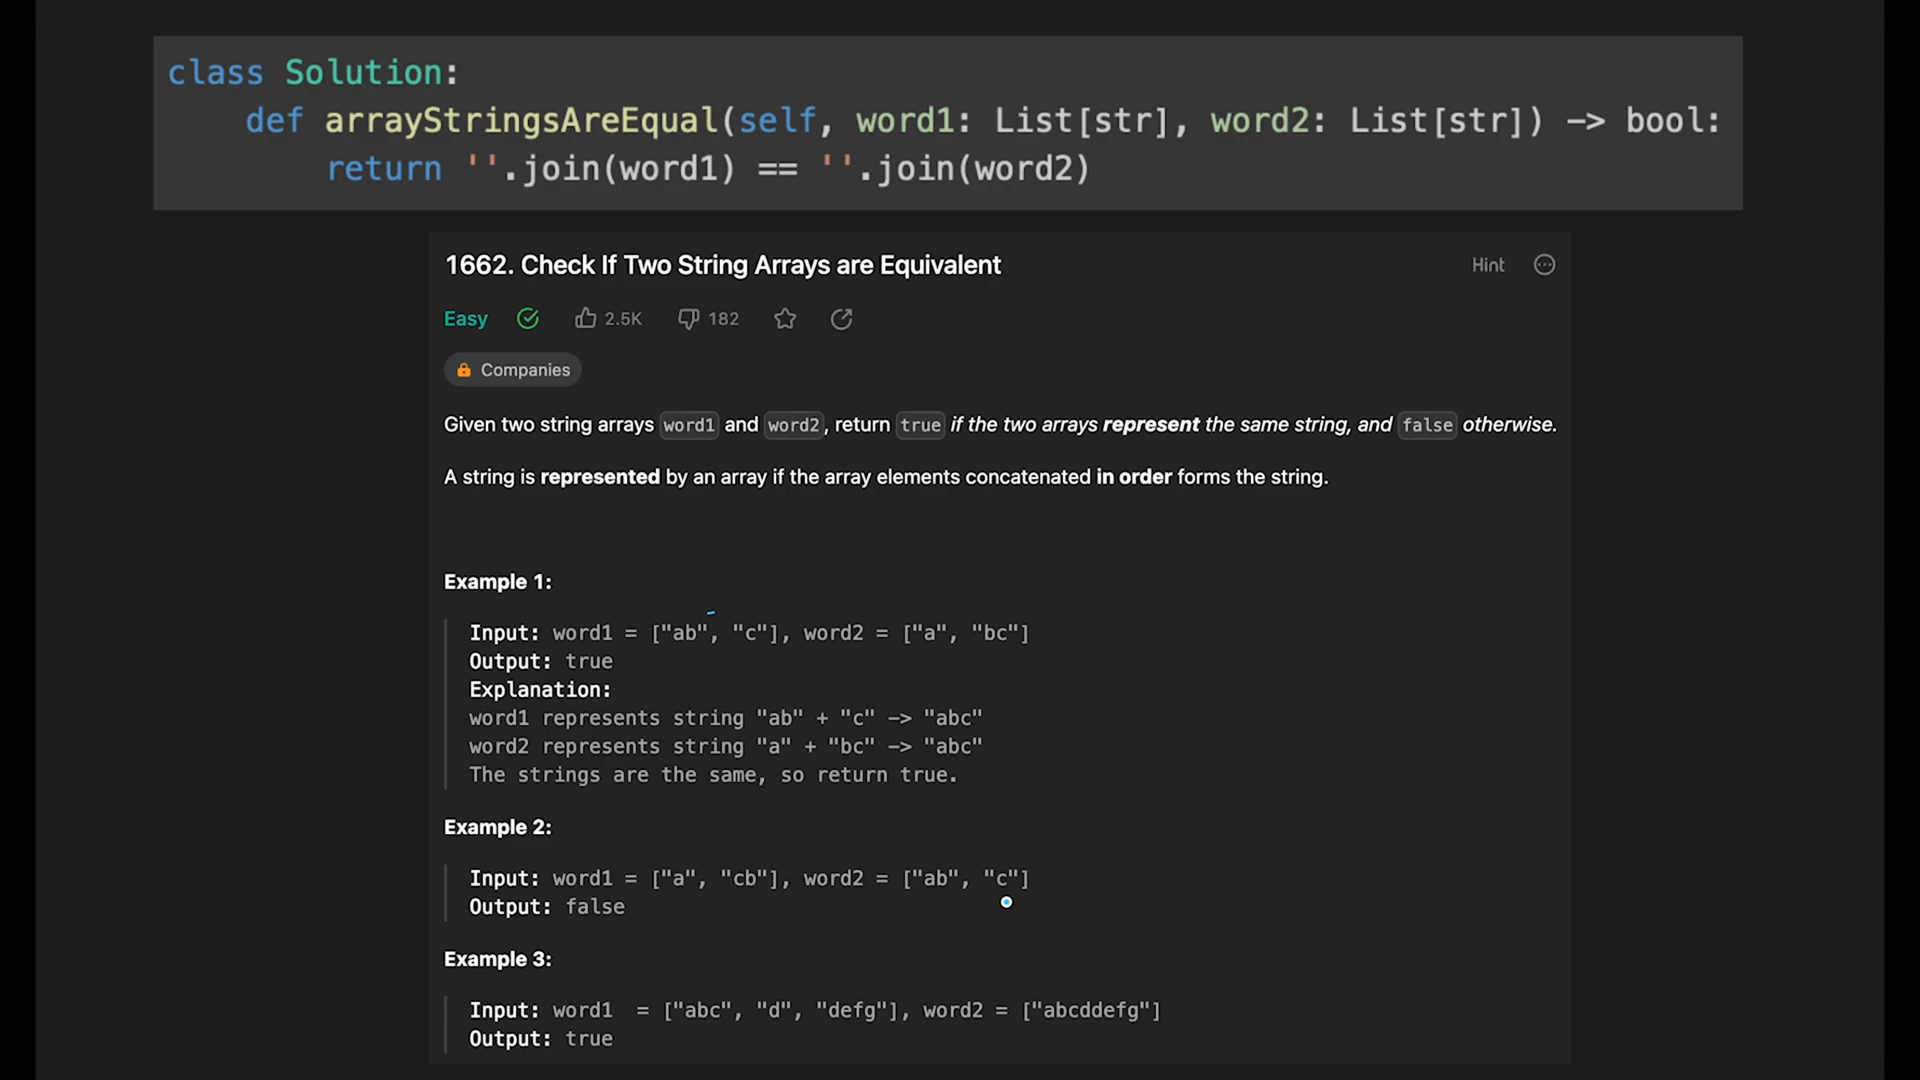 class Solution:
def arrayStringsAreEqual(self, word1: List[str], word2: List[str]) -> bool:
return ''.join(word1) == ''.join(word2)
1662. Check If Two String Arrays are Equivalent
Hint
Easy 2.5K 182
Companies
Given two string arrays word1 and word2, return true if the two arrays represent the same string, and false otherwise.
A string is represented by an array if the array elements concatenated in order forms the string.
Example 1:
Input: word1 = ["ab", "c"], word2 = ["a", "bc"]
Output: true
Explanation:
word1 represents string "ab" + "c" -> "abc"
word2 represents string "a" + "bc" -> "abc"
The strings are the same, so return true.
Example 2:
Input: word1 = ["a", "cb"], word2 = ["ab", "c"]
Output: false
Example 3:
Input: word1  = ["abc", "d", "defg"], word2 = ["abcddefg"]
Output: true